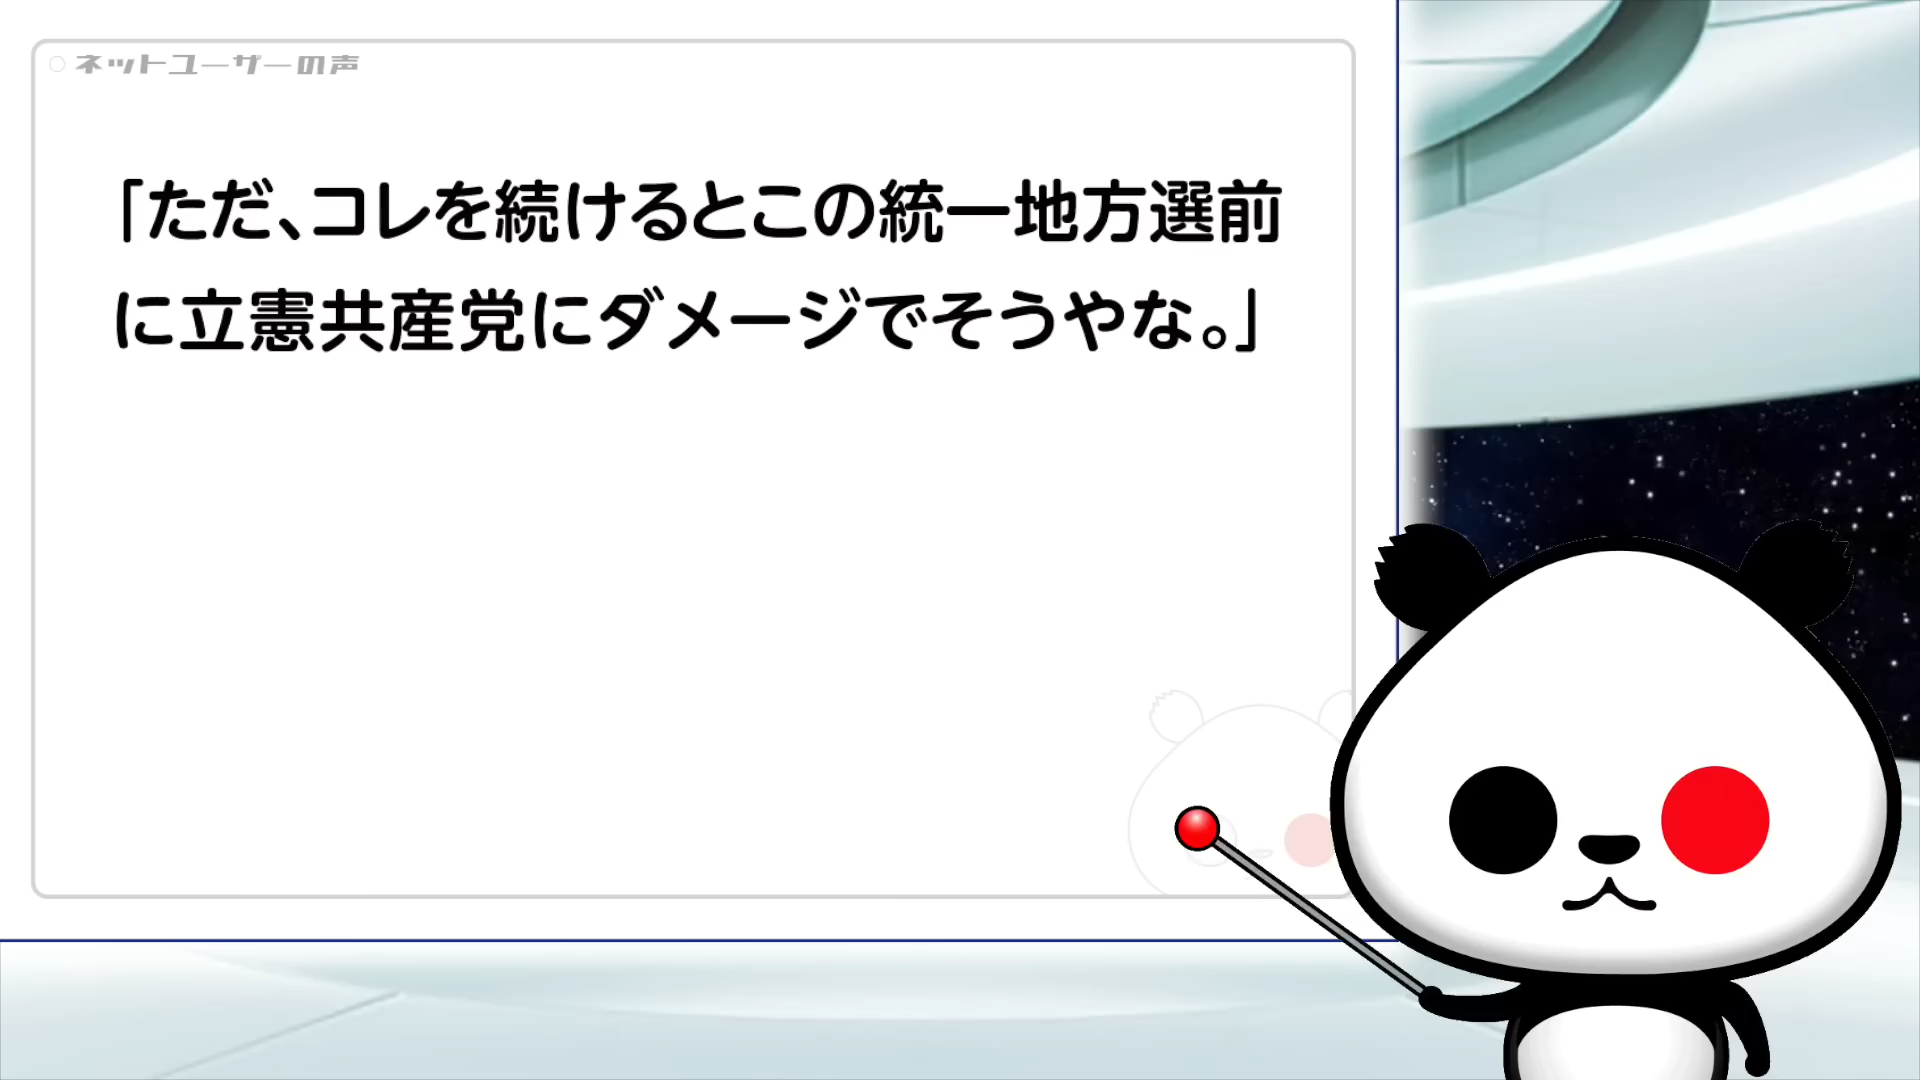 ネットユーザーの声
「ただ、コレを続けるとこの統一地方選前
に立憲共産党にダメージでそうやな。」